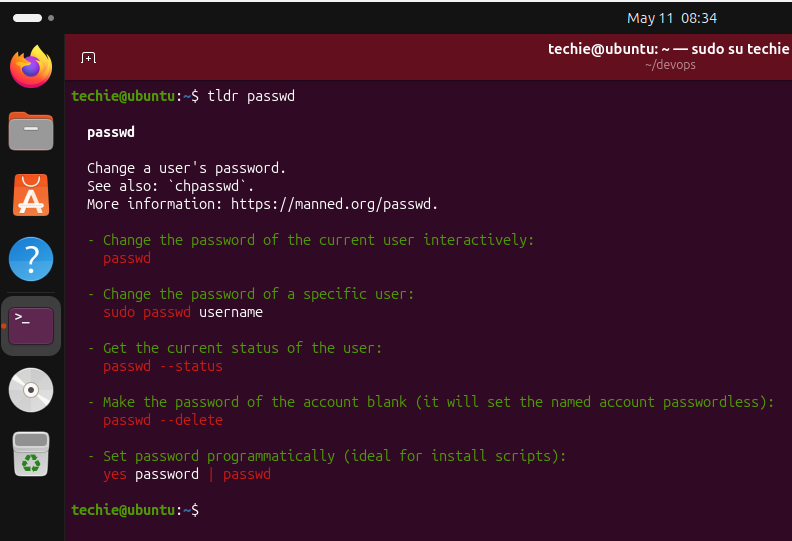 May 11 08:34
techie@ubuntu: ~ — sudo su techie
~/devops
techie@ubuntu:~$ tldr passwd
passwd
Change a user's password.
See also: `chpasswd`.
More information: https://manned.org/passwd.
- Change the password of the current user interactively:
passwd
- Change the password of a specific user:
sudo passwd username
- Get the current status of the user:
passwd --status
- Make the password of the account blank (it will set the named account passwordless):
passwd --delete
- Set password programmatically (ideal for install scripts):
yes password | passwd
techie@ubuntu:~$